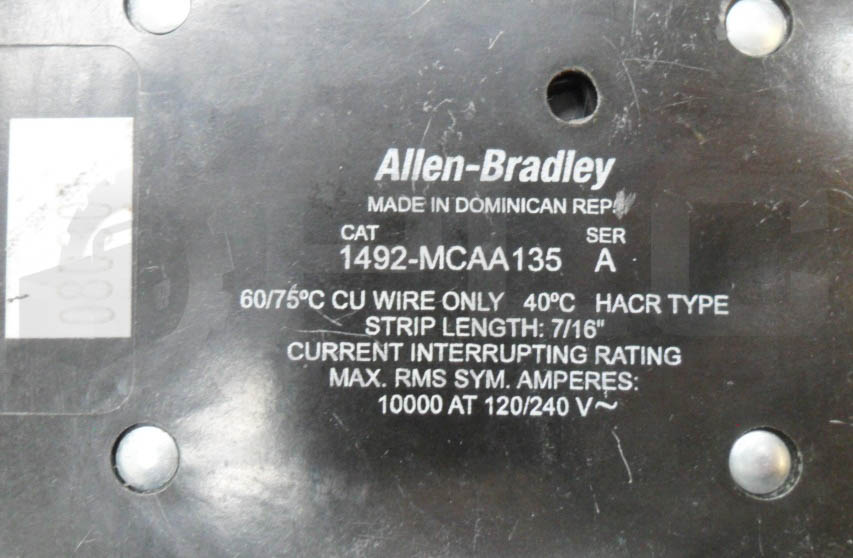 Allen-Bradley
MADE IN DOMINICAN REP.
CAT SER
1492-MCAA135 A
60/75°C CU WIRE ONLY 40°C HACR TYPE
STRIP LENGTH: 7/16"
CURRENT INTERRUPTING RATING
MAX. RMS SYM. AMPERES:
10000 AT 120/240 V~